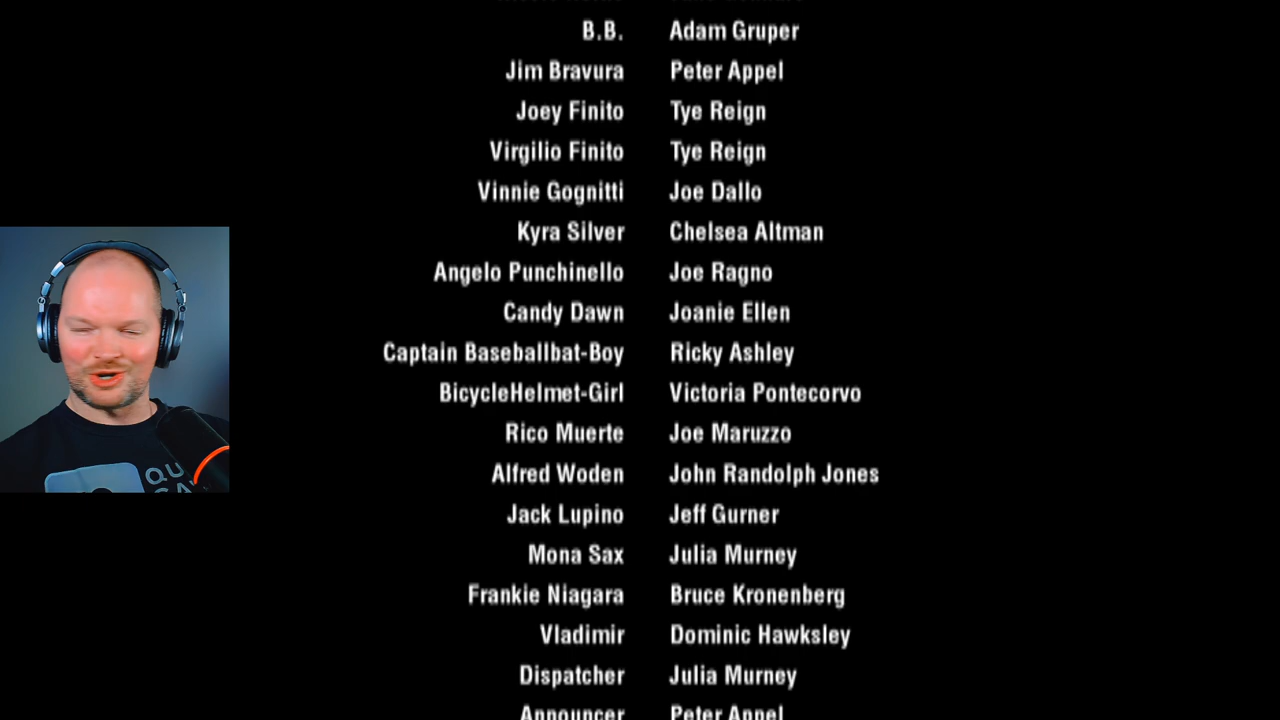 B.B. Adam Gruper
Jim Bravura Peter Appel
Joey Finito Tye Reign
Virgilio Finito Tye Reign
Vinnie Gognitti Joe Dallo
Kyra Silver Chelsea Altman
Angelo Punchinello Joe Ragno
Candy Dawn Joanie Ellen
Captain Baseballbat-Boy Ricky Ashley
BicycleHelmet-Girl Victoria Pontecorvo
Rico Muerte Joe Maruzzo
Alfred Woden John Randolph Jones
Jack Lupino Jeff Gurner
Mona Sax Julia Murney
Frankie Niagara Bruce Kronenberg
Vladimir Dominic Hawksley
Dispatcher Julia Murney
Announcer Peter Appel
QU